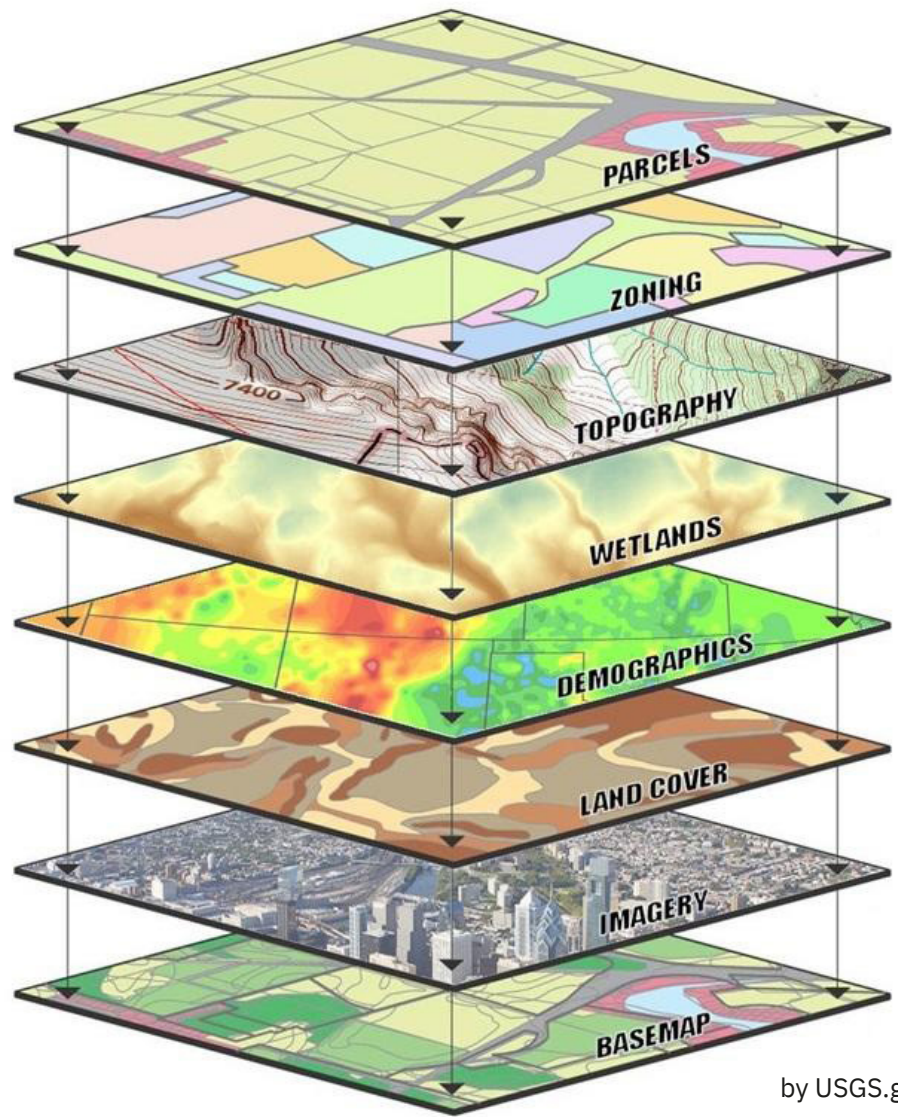 PARCELS
ZONING
7400
TOPOGRAPHY
WETLANDS
DEMOGRAPHICS
LAND COVER
IMAGERY
BASEMAP
by USGS.g